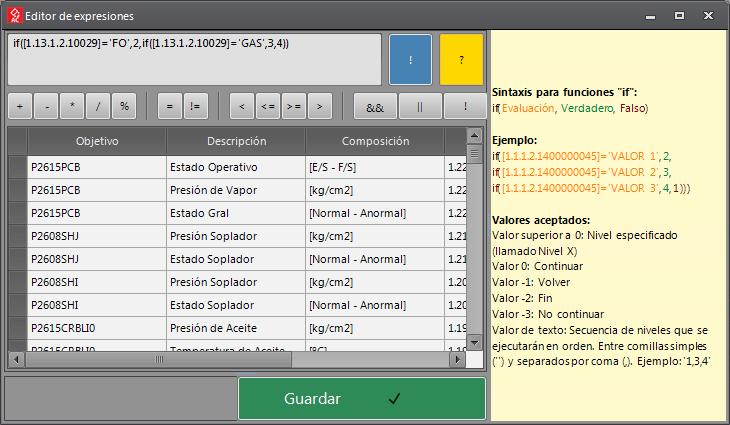 Editor de expresiones
if([1.13.1.2.10029]='FO',2,if([1.13.1.2.10029]='GAS',3,4))
! ?
+ - * / % = != < <= >= > && || !
Objetivo Descripción Composición
P2615PCB Estado Operativo [E/S - F/S] 1.22
P2615PCB Presión de Vapor [kg/cm2] 1.22
P2615PCB Estado Gral [Normal - Anormal] 1.22
P2608SHJ Presión Soplador [kg/cm2] 1.21
P2608SHJ Estado Soplador [Normal - Anormal] 1.21
P2608SHI Presión Soplador [kg/cm2] 1.20
P2608SHI Estado Soplador [Normal - Anormal] 1.20
P2615CRBLI0 Presión de Aceite [kg/cm2] 1.19
P2615CRBLI0 Temperatura de Aceite [ºC] 1.19
Guardar
Sintaxis para funciones "if":
if(Evaluación, Verdadero, Falso)
Ejemplo:
if([1.1.1.2.1400000045]='VALOR 1',2,
if([1.1.1.2.1400000045]='VALOR 2',3,
if([1.1.1.2.1400000045]='VALOR 3',4,1)))
Valores aceptados:
Valor superior a 0: Nivel especificado
(llamado Nivel X)
Valor 0: Continuar
Valor -1: Volver
Valor -2: Fin
Valor -3: No continuar
Valor de texto: Secuencia de niveles que se
ejecutarán en orden. Entre comillas simples
('') y separados por coma (,). Ejemplo: '1,3,4'